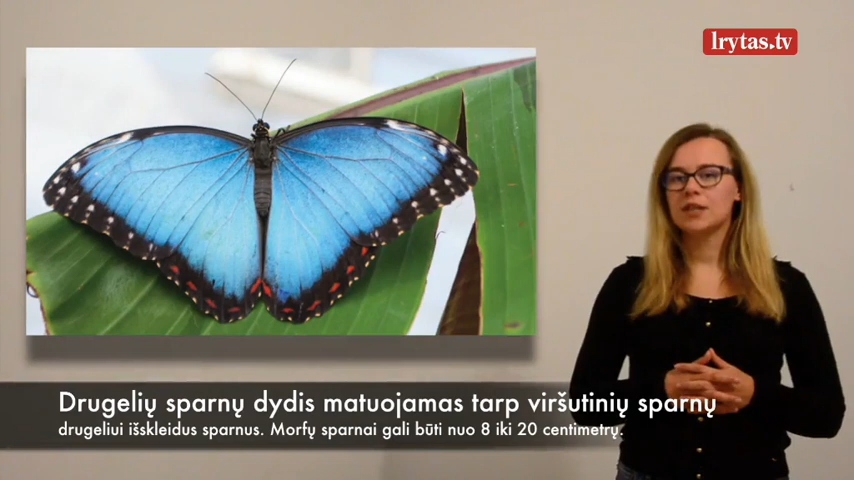 lrytas.tv
Drugelių sparnų dydis matuojamas tarp viršutinių sparnų
drugeliui išskleidus sparnus. Morfų sparnai gali būti nuo 8 iki 20 centimetrų.